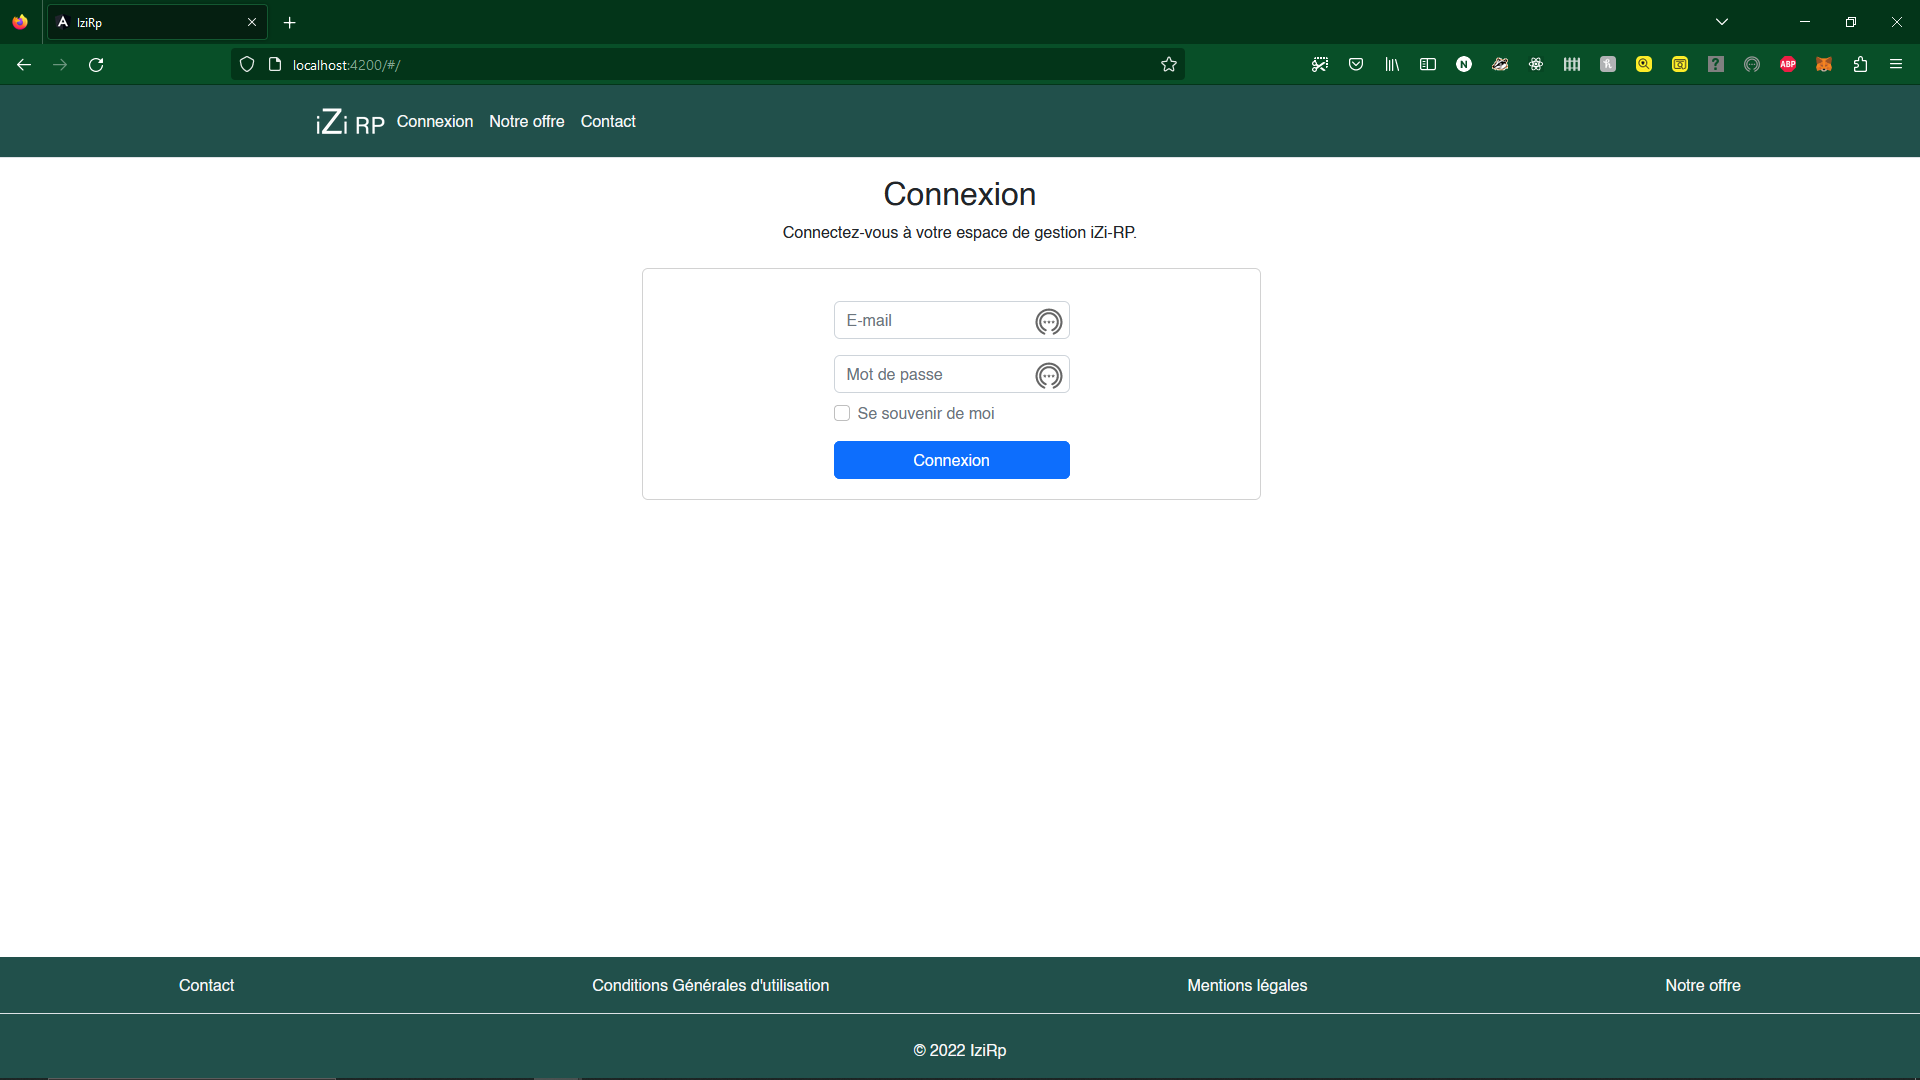 IziRp
localhost:4200/#/
iZi RP Connexion Notre offre Contact
Connexion
Connectez-vous à votre espace de gestion iZi-RP.
E-mail
Mot de passe
Se souvenir de moi
Connexion
Contact Conditions Générales d'utilisation Mentions légales Notre offre
© 2022 IziRp